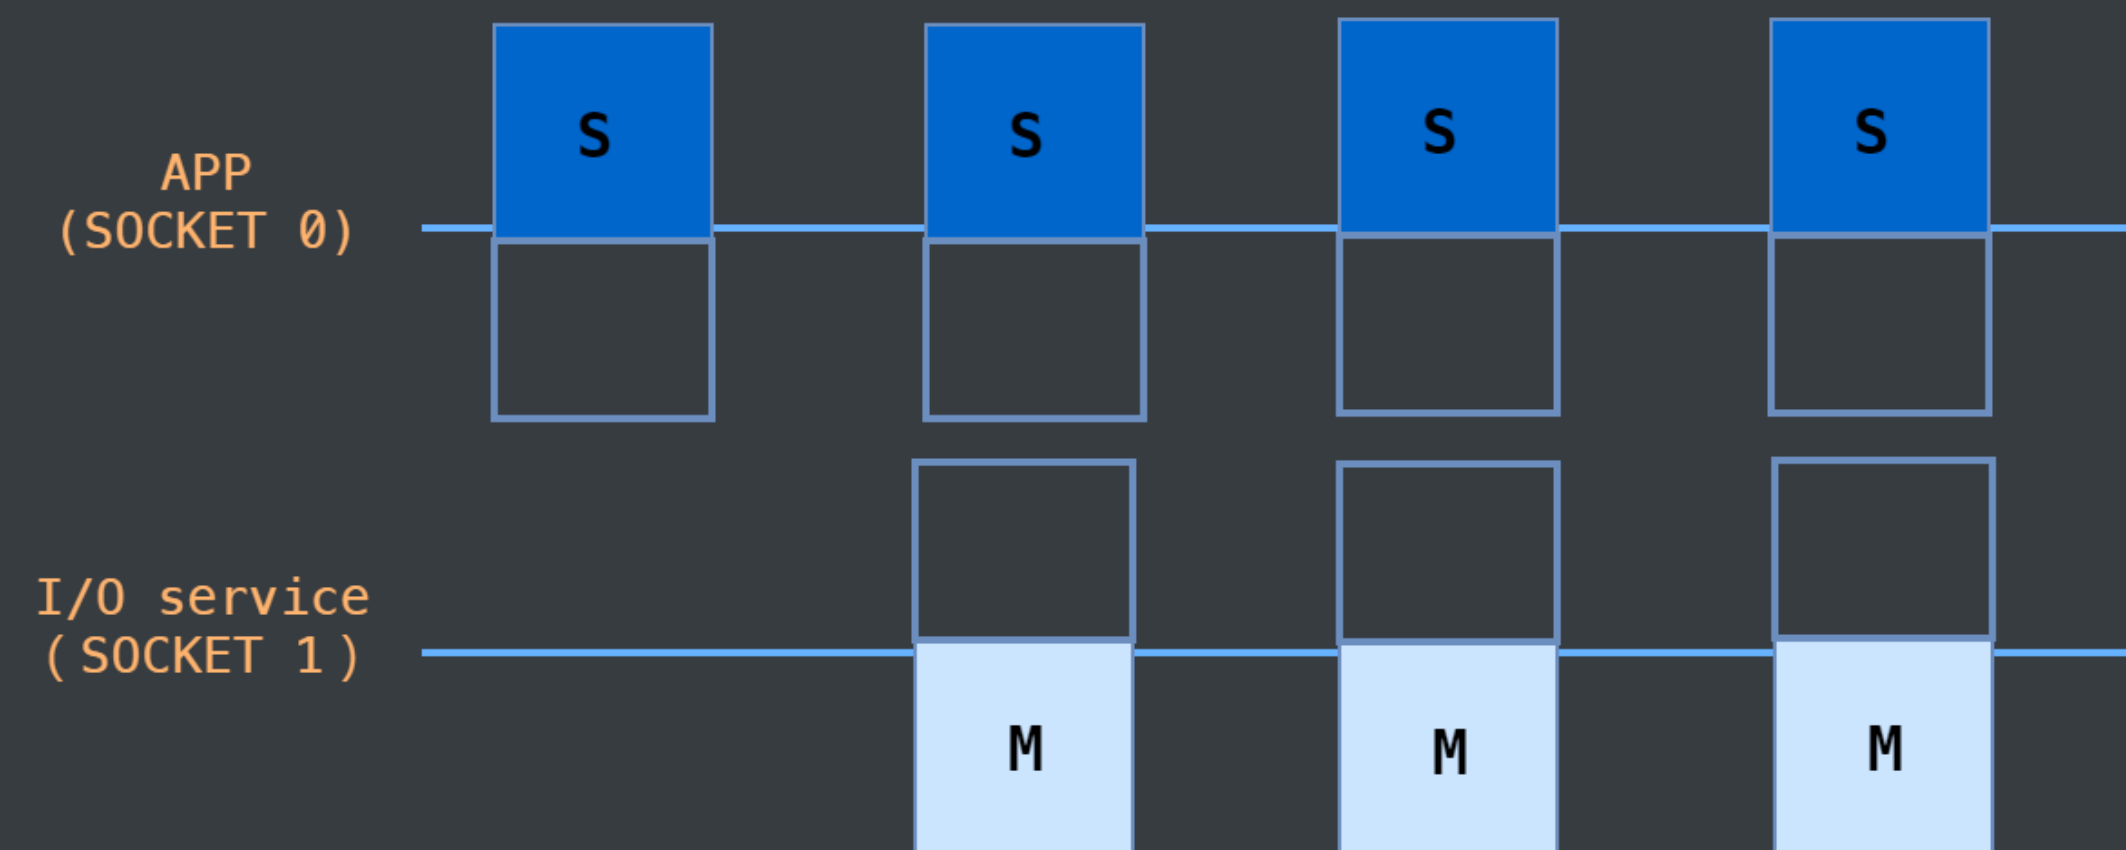 S S S S
APP
(SOCKET 0)
I/O service
(SOCKET 1)
M M M